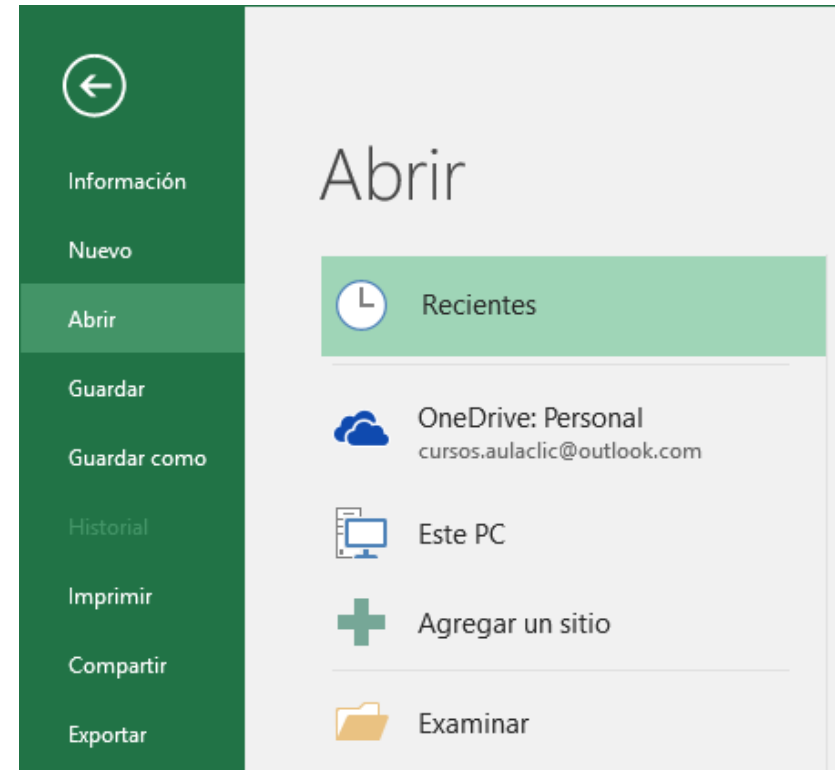 Información
Nuevo
Abrir
Guardar
Guardar como
Historial
Imprimir
Compartir
Exportar
Abrir
Recientes
OneDrive: Personal
cursos.aulaclic@outlook.com
Este PC
Agregar un sitio
Examinar